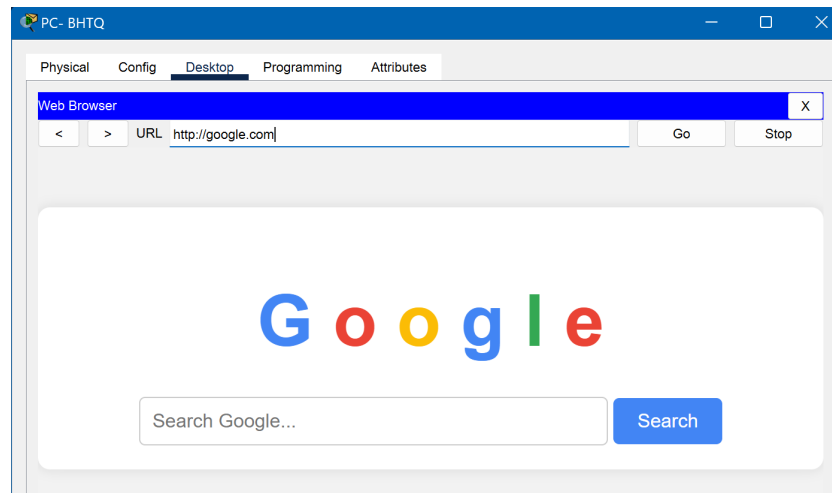 PC- BHTQ
Physical Config Desktop Programming Attributes
Web Browser X
< > URL http://google.com Go Stop
Google
Search Google... Search